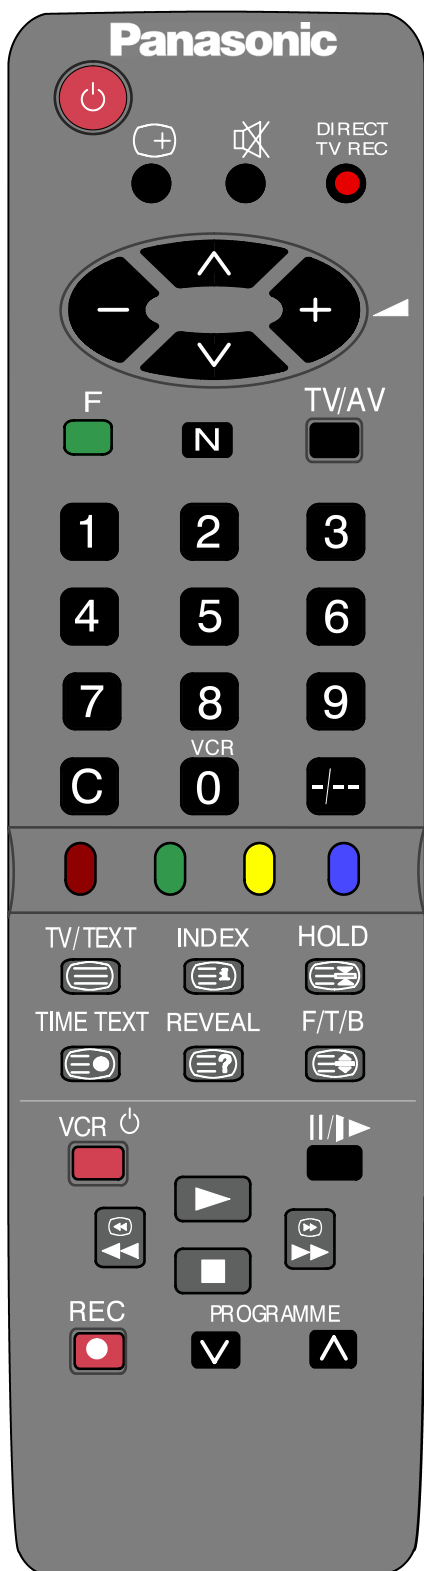 Panasonic
DIRECT
TV REC
F
TV/AV
N
1 2 3
4 5 6
7 8 9
VCR
C 0 -/--
TV/TEXT INDEX HOLD
TIME TEXT REVEAL F/T/B
VCR
REC PROGRAMME